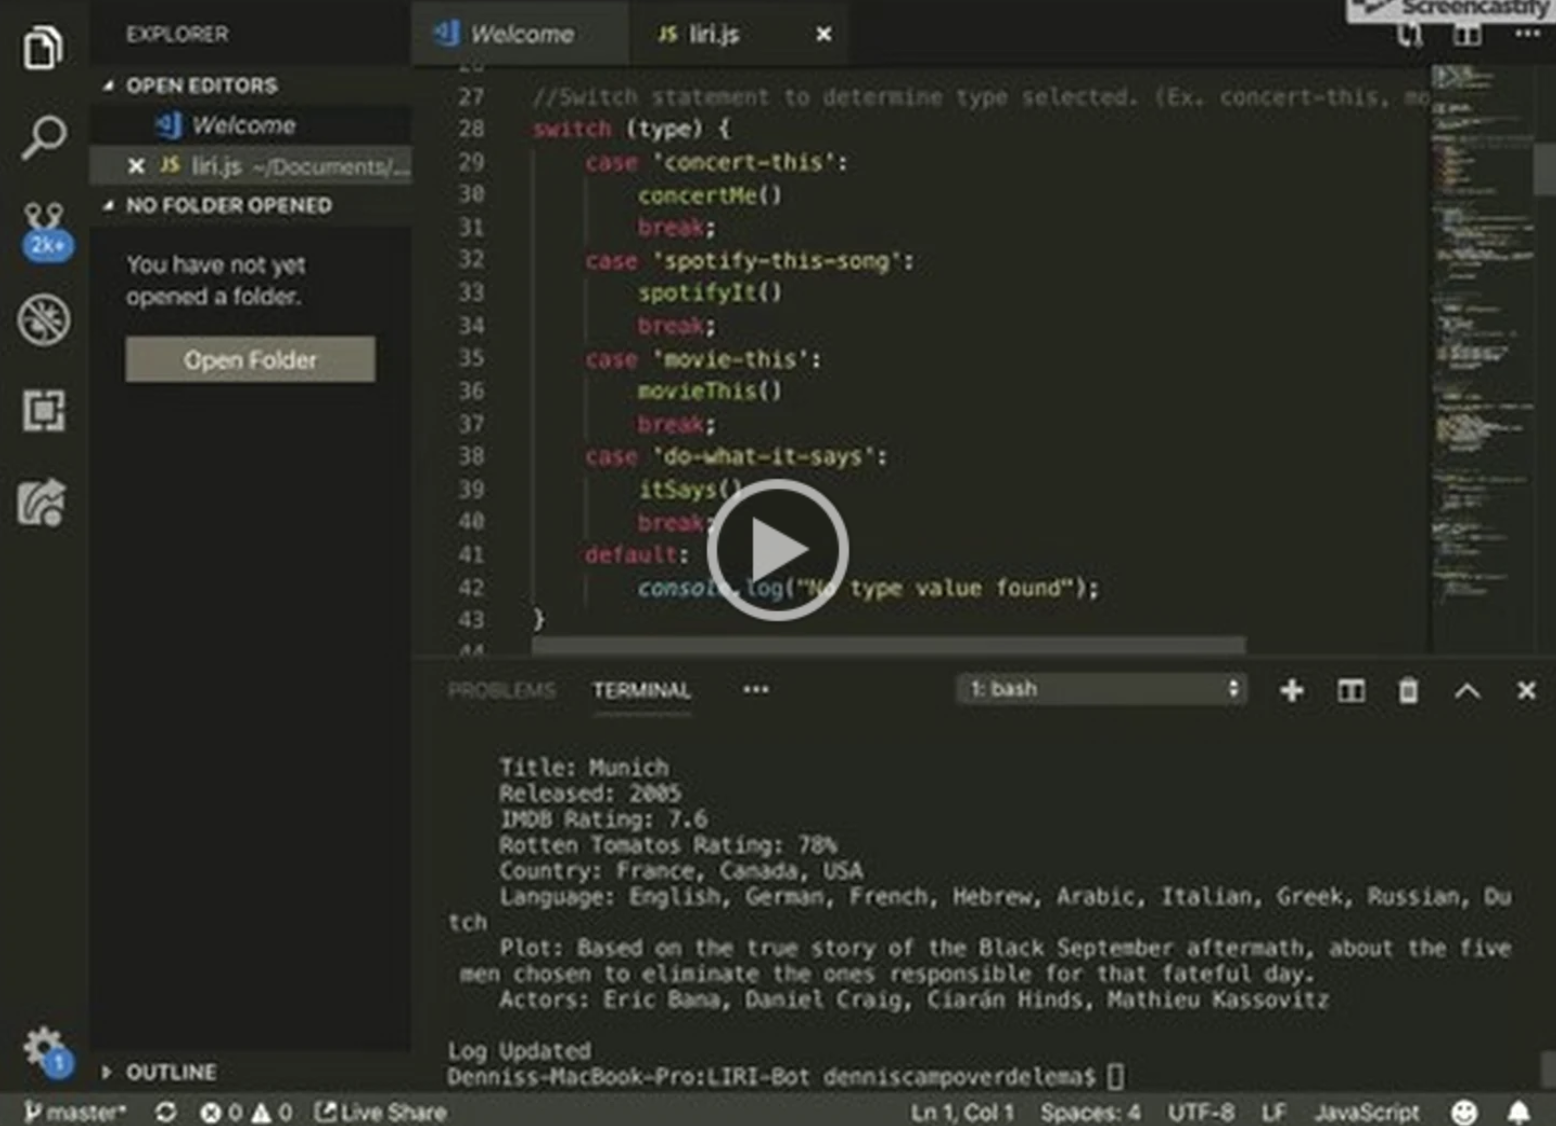 Screencastify
EXPLORER
OPEN EDITORS
Welcome
JS liri.js ~/Documents/...
NO FOLDER OPENED
2k+
You have not yet
opened a folder.
Open Folder
OUTLINE
1
Welcome
JS liri.js
27 //Switch statement to determine type selected. (Ex. concert-this, mo
28 switch (type) {
29 case 'concert-this':
30 concertMe()
31 break;
32 case 'spotify-this-song':
33 spotifyIt()
34 break;
35 case 'movie-this':
36 movieThis()
37 break;
38 case 'do-what-it-says':
39 itSays()
40 break;
41 default:
42 console.log("No type value found");
43 }
44
PROBLEMS TERMINAL ... 1: bash
Title: Munich
Released: 2005
IMDB Rating: 7.6
Rotten Tomatos Rating: 78%
Country: France, Canada, USA
Language: English, German, French, Hebrew, Arabic, Italian, Greek, Russian, Du
tch
Plot: Based on the true story of the Black September aftermath, about the five
men chosen to eliminate the ones responsible for that fateful day.
Actors: Eric Bana, Daniel Craig, Ciarán Hinds, Mathieu Kassovitz
Log Updated
Denniss-MacBook-Pro:LIRI-Bot denniscampoverdelema$
master* 0 0 Live Share Ln 1, Col 1 Spaces: 4 UTF-8 LF JavaScript